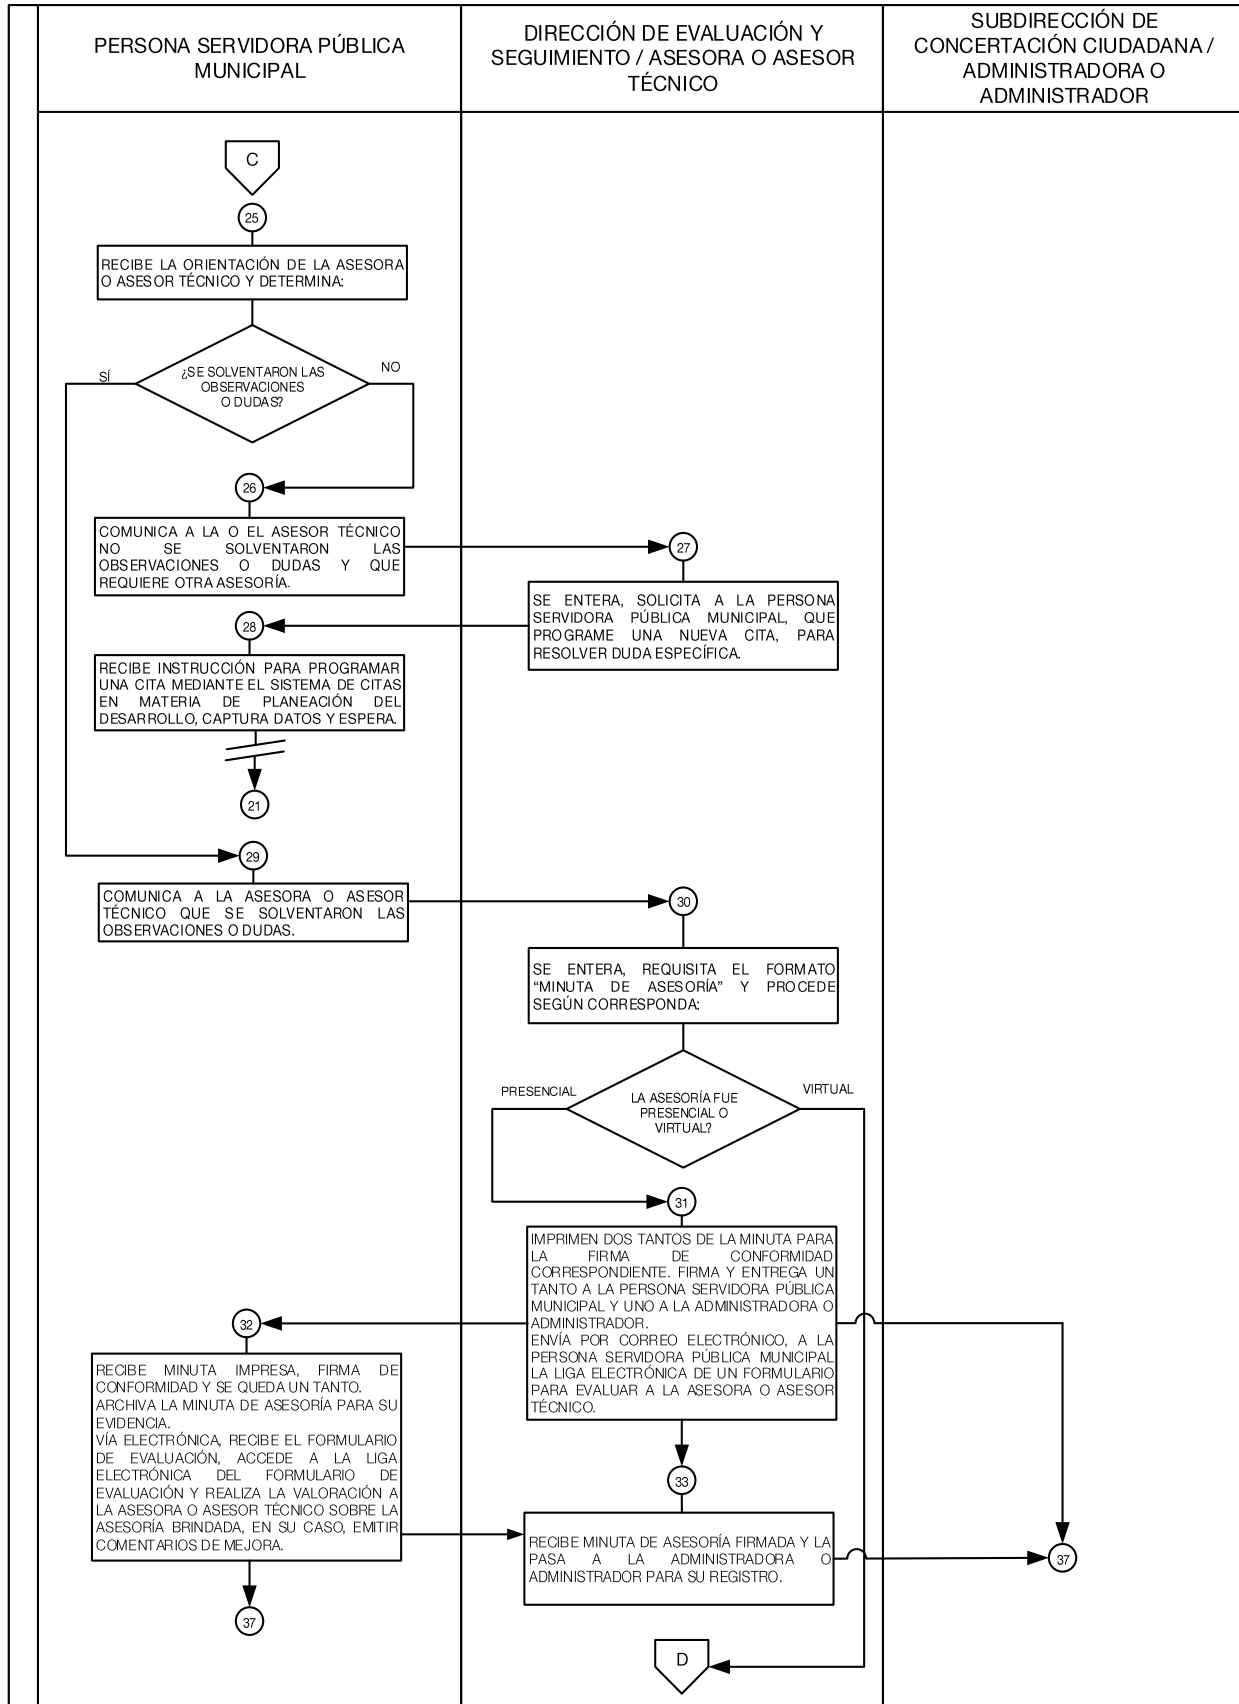 PERSONA SERVIDORA PÚBLICA
MUNICIPAL
DIRECCIÓN DE EVALUACIÓN Y
SEGUIMIENTO / ASESORA O ASESOR
TÉCNICO
SUBDIRECCIÓN DE
CONCERTACIÓN CIUDADANA /
ADMINISTRADORA O
ADMINISTRADOR
C
25
RECIBE LA ORIENTACIÓN DE LA ASESORA
O ASESOR TÉCNICO Y DETERMINA:
¿SE SOLVENTARON LAS
OBSERVACIONES
O DUDAS?
SÍ
NO
26
COMUNICA A LA O EL ASESOR TÉCNICO
NO SE SOLVENTARON LAS
OBSERVACIONES O DUDAS Y QUE
REQUIERE OTRA ASESORÍA.
27
SE ENTERA, SOLICITA A LA PERSONA
SERVIDORA PÚBLICA MUNICIPAL, QUE
PROGRAME UNA NUEVA CITA, PARA
RESOLVER DUDA ESPECÍFICA.
28
RECIBE INSTRUCCIÓN PARA PROGRAMAR
UNA CITA MEDIANTE EL SISTEMA DE CITAS
EN MATERIA DE PLANEACIÓN DEL
DESARROLLO, CAPTURA DATOS Y ESPERA.
21
29
COMUNICA A LA ASESORA O ASESOR
TÉCNICO QUE SE SOLVENTARON LAS
OBSERVACIONES O DUDAS.
30
SE ENTERA, REQUISITA EL FORMATO
“MINUTA DE ASESORÍA” Y PROCEDE
SEGÚN CORRESPONDA:
PRESENCIAL
LA ASESORÍA FUE
PRESENCIAL O
VIRTUAL?
VIRTUAL
31
IMPRIMEN DOS TANTOS DE LA MINUTA PARA
LA FIRMA DE CONFORMIDAD
CORRESPONDIENTE. FIRMA Y ENTREGA UN
TANTO A LA PERSONA SERVIDORA PÚBLICA
MUNICIPAL Y UNO A LA ADMINISTRADORA O
ADMINISTRADOR.
ENVÍA POR CORREO ELECTRÓNICO, A LA
PERSONA SERVIDORA PÚBLICA MUNICIPAL
LA LIGA ELECTRÓNICA DE UN FORMULARIO
PARA EVALUAR A LA ASESORA O ASESOR
TÉCNICO.
32
RECIBE MINUTA IMPRESA, FIRMA DE
CONFORMIDAD Y SE QUEDA UN TANTO.
ARCHIVA LA MINUTA DE ASESORÍA PARA SU
EVIDENCIA.
VÍA ELECTRÓNICA, RECIBE EL FORMULARIO
DE EVALUACIÓN, ACCEDE A LA LIGA
ELECTRÓNICA DEL FORMULARIO DE
EVALUACIÓN Y REALIZA LA VALORACIÓN A
LA ASESORA O ASESOR TÉCNICO SOBRE LA
ASESORÍA BRINDADA, EN SU CASO, EMITIR
COMENTARIOS DE MEJORA.
33
RECIBE MINUTA DE ASESORÍA FIRMADA Y LA
PASA A LA ADMINISTRADORA O
ADMINISTRADOR PARA SU REGISTRO.
37
37
D